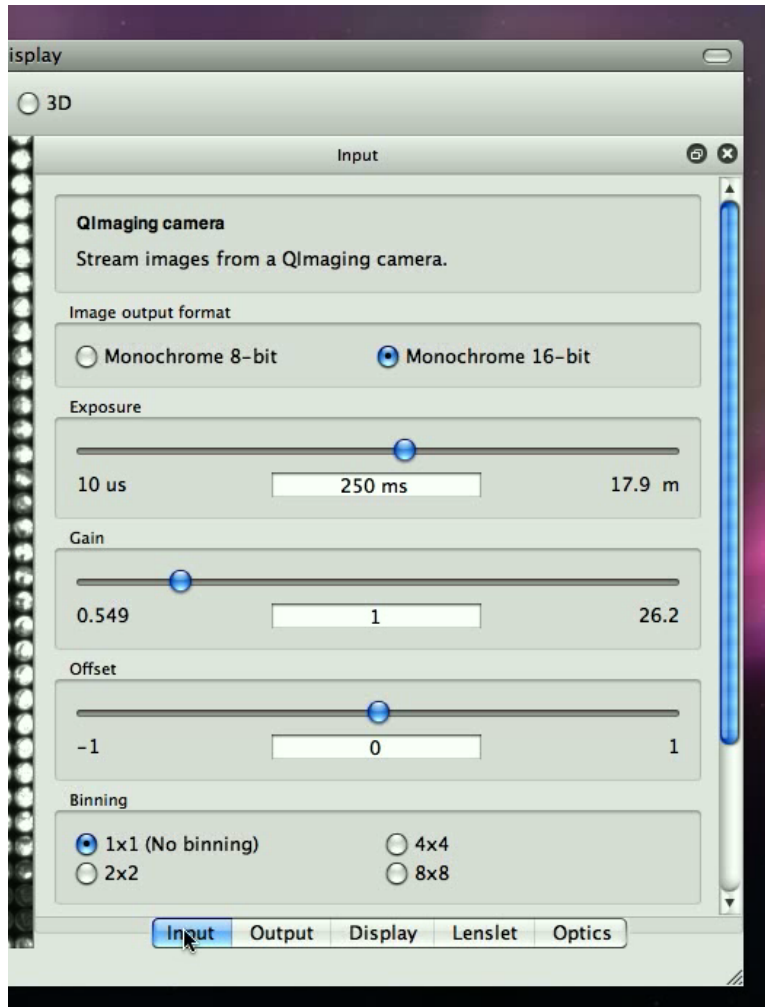 isplay
3D
Input
QImaging camera
Stream images from a QImaging camera.
Image output format
Monochrome 8-bit Monochrome 16-bit
Exposure
10 us 250 ms 17.9 m
Gain
0.549 1 26.2
Offset
-1 0 1
Binning
1x1 (No binning) 4x4
2x2 8x8
Input Output Display Lenslet Optics